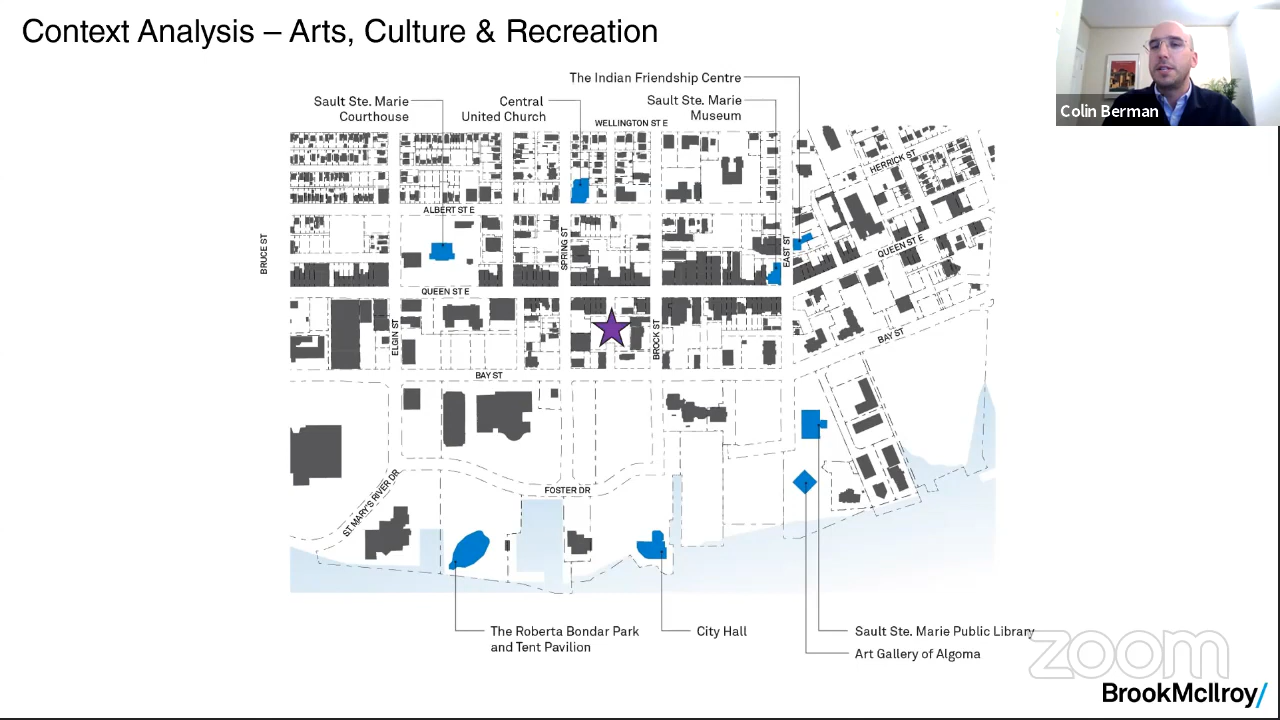 Context Analysis – Arts, Culture & Recreation
Colin Berman
The Indian Friendship Centre
Sault Ste. Marie
Courthouse
Central
United Church
Sault Ste. Marie
Museum
WELLINGTON ST E
HERRICK ST
ALBERT ST E
BRUCE ST
SPRING ST
EAST ST
QUEEN ST E
QUEEN ST E
ELGIN ST
BROCK ST
BAY ST
BAY ST
FOSTER DR
ST MARY'S RIVER DR
The Roberta Bondar Park
and Tent Pavilion
City Hall
Sault Ste. Marie Public Library
Art Gallery of Algoma
zoom
BrookMcIlroy/